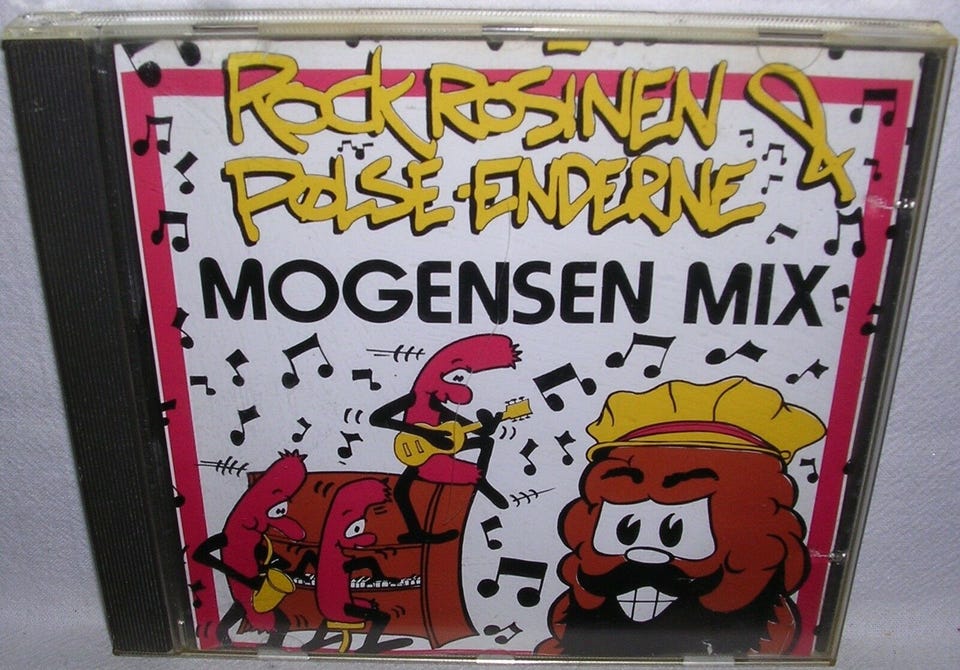 ROCK ROSINEN &
PØLSE-ENDERNE
MOGENSEN MIX